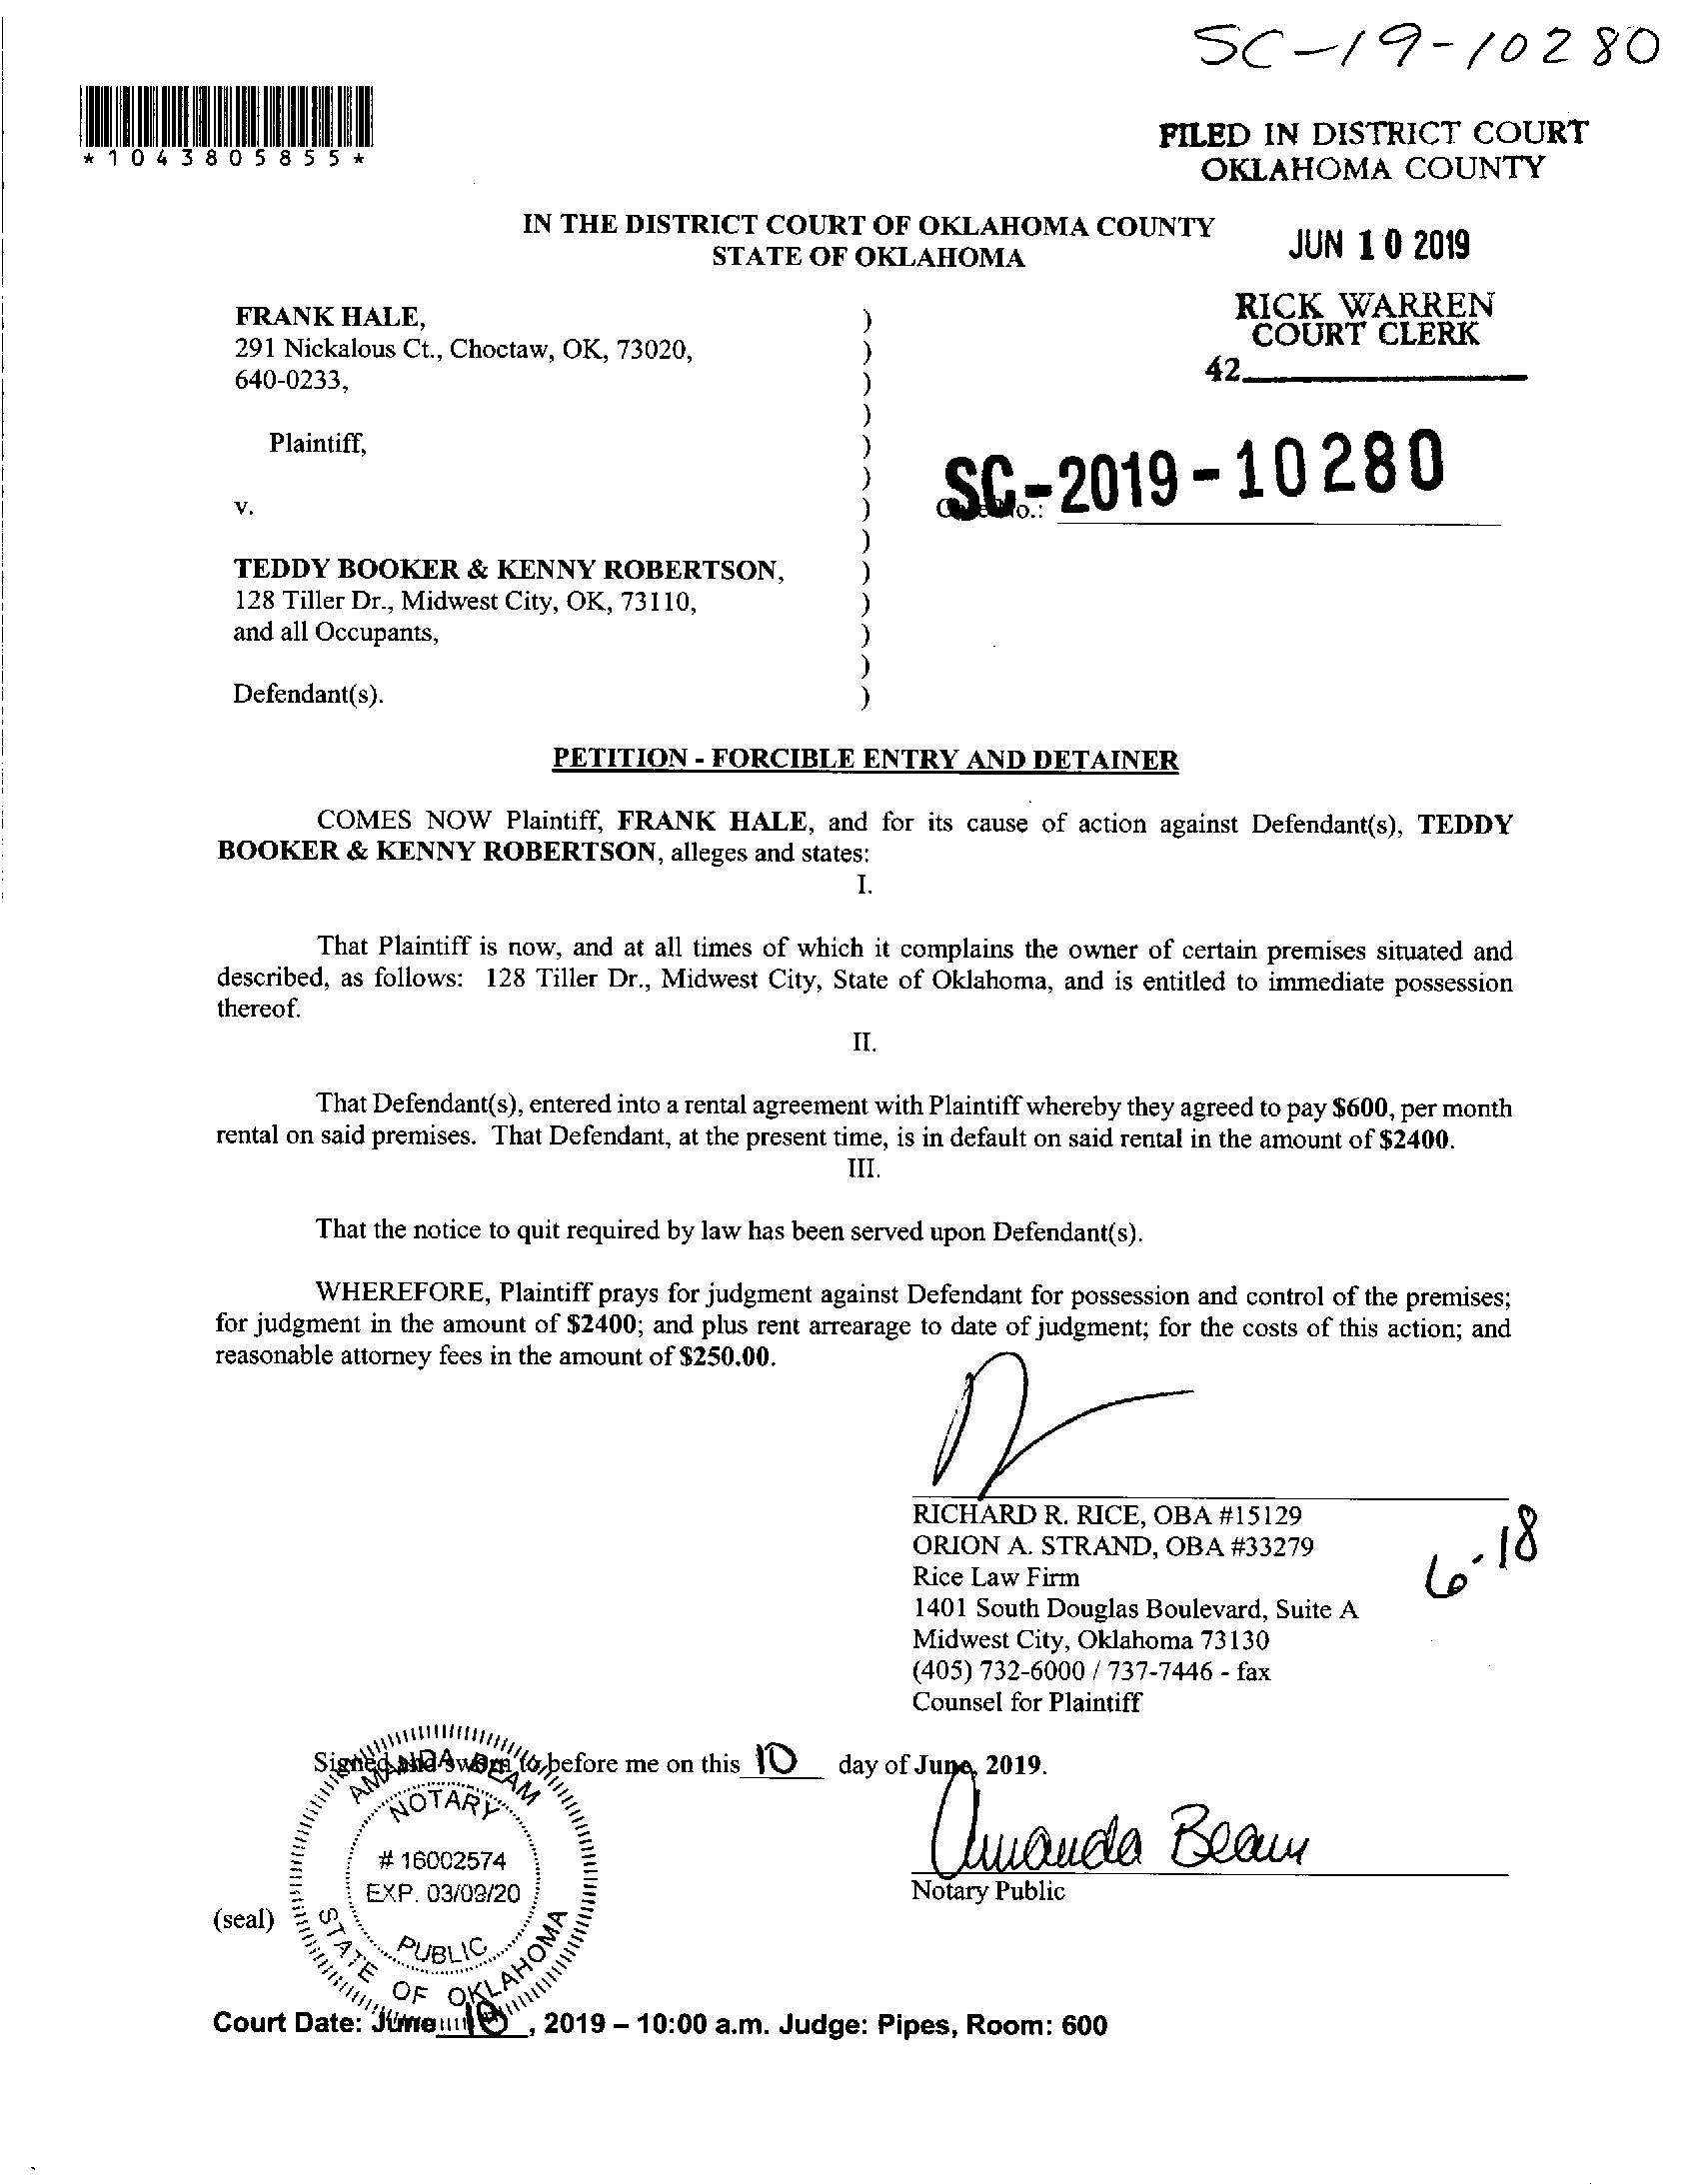 SC-19-10280
*1043805855*
FILED IN DISTRICT COURT
OKLAHOMA COUNTY
IN THE DISTRICT COURT OF OKLAHOMA COUNTY
STATE OF OKLAHOMA
JUN 10 2019
RICK WARREN
COURT CLERK
42
FRANK HALE,
291 Nickalous Ct., Choctaw, OK, 73020,
640-0233,
Plaintiff,
v.
SC-2019-10280
Case No.:
TEDDY BOOKER & KENNY ROBERTSON,
128 Tiller Dr., Midwest City, OK, 73110,
and all Occupants,
Defendant(s).
PETITION - FORCIBLE ENTRY AND DETAINER
COMES NOW Plaintiff, FRANK HALE, and for its cause of action against Defendant(s), TEDDY
BOOKER & KENNY ROBERTSON, alleges and states:
I.
That Plaintiff is now, and at all times of which it complains the owner of certain premises situated and
described, as follows: 128 Tiller Dr., Midwest City, State of Oklahoma, and is entitled to immediate possession
thereof.
II.
That Defendant(s), entered into a rental agreement with Plaintiff whereby they agreed to pay $600, per month
rental on said premises. That Defendant, at the present time, is in default on said rental in the amount of $2400.
III.
That the notice to quit required by law has been served upon Defendant(s).
WHEREFORE, Plaintiff prays for judgment against Defendant for possession and control of the premises;
for judgment in the amount of $2400; and plus rent arrearage to date of judgment; for the costs of this action; and
reasonable attorney fees in the amount of $250.00.
RICHARD R. RICE, OBA #15129
ORION A. STRAND, OBA #33279
Rice Law Firm
1401 South Douglas Boulevard, Suite A
Midwest City, Oklahoma 73130
(405) 732-6000 / 737-7446 - fax
Counsel for Plaintiff
6-18
Signed and sworn to before me on this 10 day of June, 2019.
AMANDA BEAM
NOTARY
# 16002574
EXP. 03/09/20
PUBLIC
STATE OF OKLAHOMA
Amanda Beam
Notary Public
(seal)
Court Date: June , 2019 – 10:00 a.m. Judge: Pipes, Room: 600